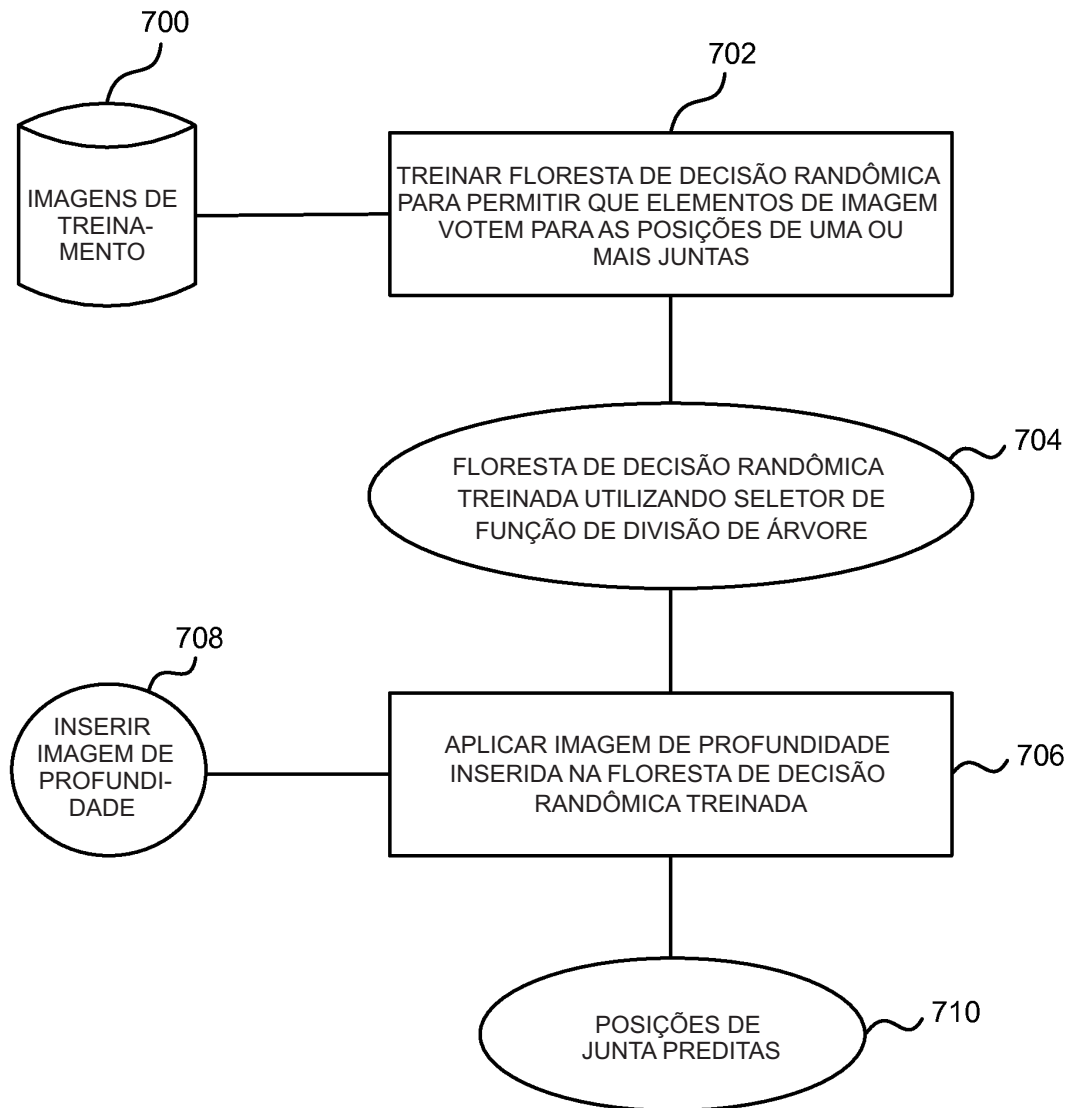 700
702
IMAGENS DE
TREINA-
MENTO
TREINAR FLORESTA DE DECISÃO RANDÔMICA
PARA PERMITIR QUE ELEMENTOS DE IMAGEM
VOTEM PARA AS POSIÇÕES DE UMA OU
MAIS JUNTAS
704
FLORESTA DE DECISÃO RANDÔMICA
TREINADA UTILIZANDO SELETOR DE
FUNÇÃO DE DIVISÃO DE ÁRVORE
708
INSERIR
IMAGEM DE
PROFUNDI-
DADE
APLICAR IMAGEM DE PROFUNDIDADE
INSERIDA NA FLORESTA DE DECISÃO
RANDÔMICA TREINADA
706
POSIÇÕES DE
JUNTA PREDITAS
710